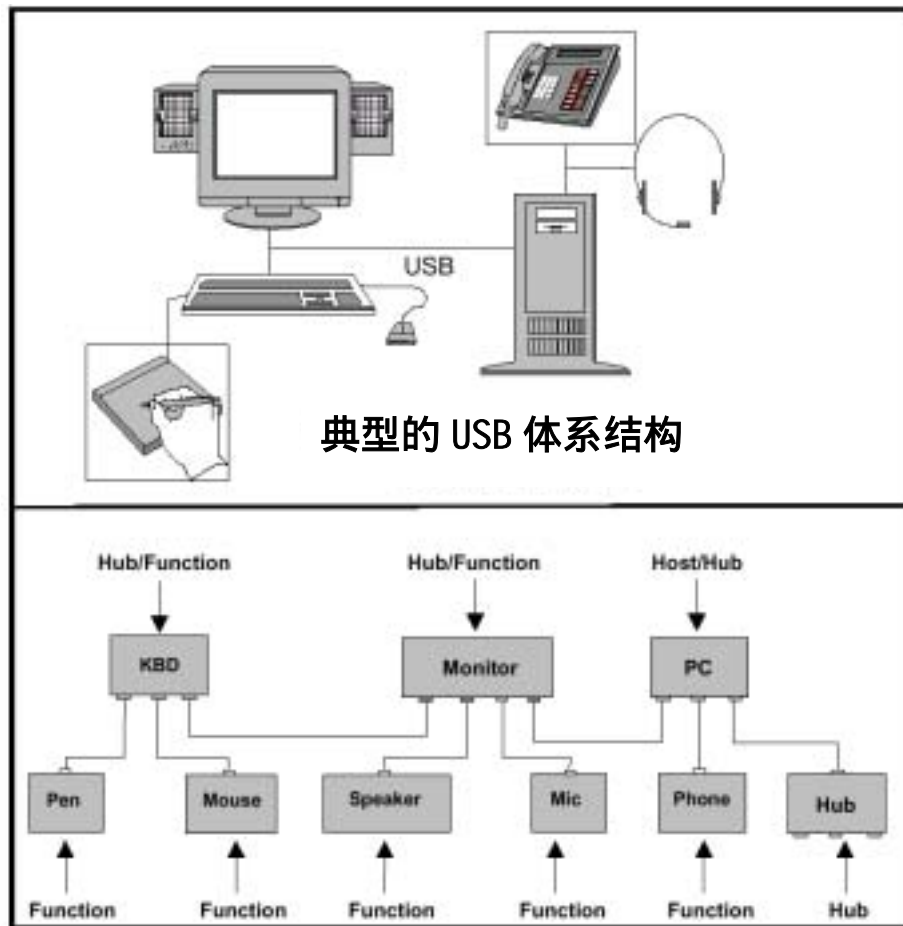 USB
典型的 USB 体系结构
Hub/Function Hub/Function Host/Hub
KBD Monitor PC
Pen Mouse Speaker Mic Phone Hub
Function Function Function Function Function Hub